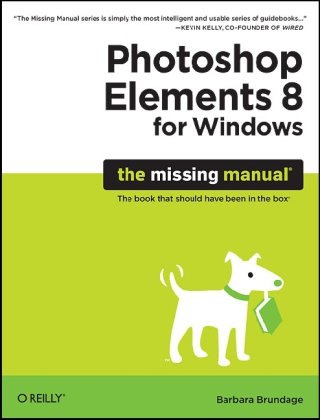 "The Missing Manual series is simply the most intelligent and usable series of guidebooks..."
—KEVIN KELLY, CO-FOUNDER OF WIRED
Photoshop
Elements 8
for Windows
the missing manual®
The book that should have been in the box®
™
O REILLY®
Barbara Brundage